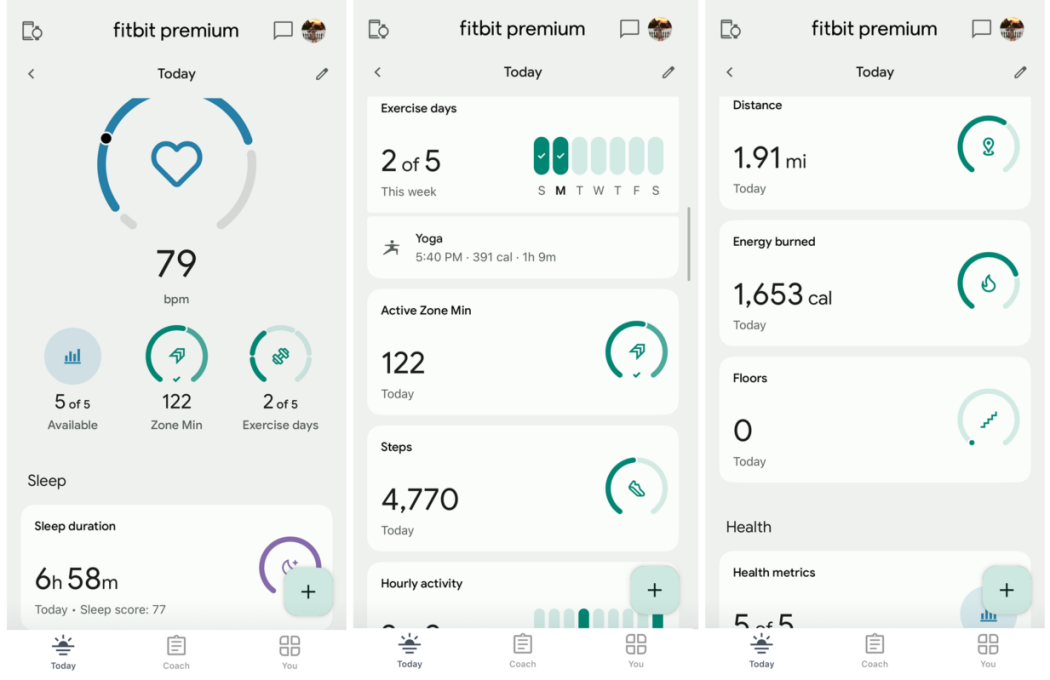 fitbit premium
Today
79
bpm
5 of 5
Available
122
Zone Min
2 of 5
Exercise days
Sleep
Sleep duration
6h 58m
Today • Sleep score: 77
Today
Coach
You
fitbit premium
Today
Exercise days
2 of 5
This week
S M T W T F S
Yoga
5:40 PM · 391 cal · 1h 9m
Active Zone Min
122
Today
Steps
4,770
Today
Hourly activity
Today
Coach
You
fitbit premium
Today
Distance
1.91 mi
Today
Energy burned
1,653 cal
Today
Floors
0
Today
Health
Health metrics
5 of 5
Today
Coach
You